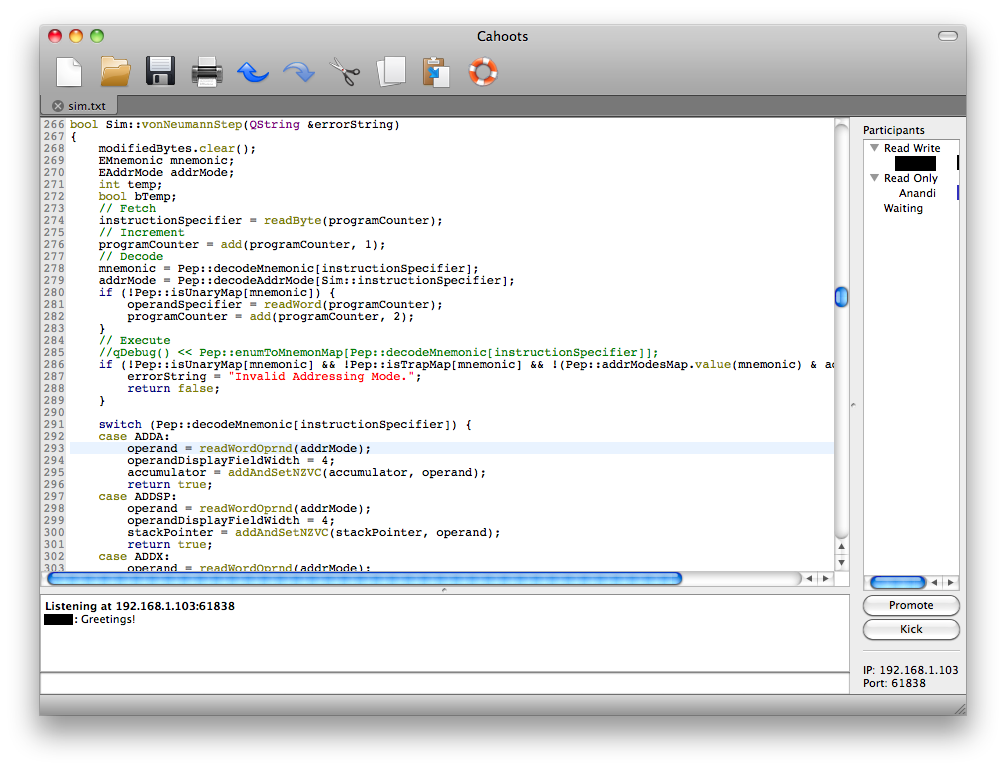 Cahoots
sim.txt
266 bool Sim::vonNeumannStep(QString &errorString)
267 {
268     modifiedBytes.clear();
269     EMnemonic mnemonic;
270     EAddrMode addrMode;
271     int temp;
272     bool bTemp;
273     // Fetch
274     instructionSpecifier = readByte(programCounter);
275     // Increment
276     programCounter = add(programCounter, 1);
277     // Decode
278     mnemonic = Pep::decodeMnemonic[instructionSpecifier];
279     addrMode = Pep::decodeAddrMode[Sim::instructionSpecifier];
280     if (!Pep::isUnaryMap[mnemonic]) {
281         operandSpecifier = readWord(programCounter);
282         programCounter = add(programCounter, 2);
283     }
284     // Execute
285     //qDebug() << Pep::enumToMnemonMap[Pep::decodeMnemonic[instructionSpecifier]];
286     if (!Pep::isUnaryMap[mnemonic] && !Pep::isTrapMap[mnemonic] && !(Pep::addrModesMap.value(mnemonic) & ad
287         errorString = "Invalid Addressing Mode.";
288         return false;
289     }
290
291     switch (Pep::decodeMnemonic[instructionSpecifier]) {
292     case ADDA:
293         operand = readWordOprnd(addrMode);
294         operandDisplayFieldWidth = 4;
295         accumulator = addAndSetNZVC(accumulator, operand);
296         return true;
297     case ADDSP:
298         operand = readWordOprnd(addrMode);
299         operandDisplayFieldWidth = 4;
300         stackPointer = addAndSetNZVC(stackPointer, operand);
301         return true;
302     case ADDX:
303         operand = readWordOprnd(addrMode);
Listening at 192.168.1.103:61838
: Greetings!
Participants
Read Write
Read Only
Anandi
Waiting
Promote
Kick
IP: 192.168.1.103
Port: 61838